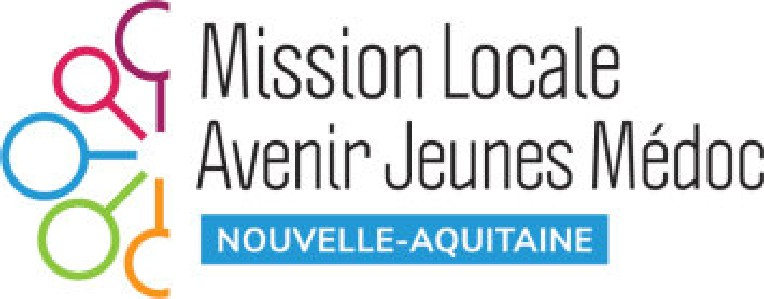 Mission Locale
Avenir Jeunes Médoc
NOUVELLE-AQUITAINE